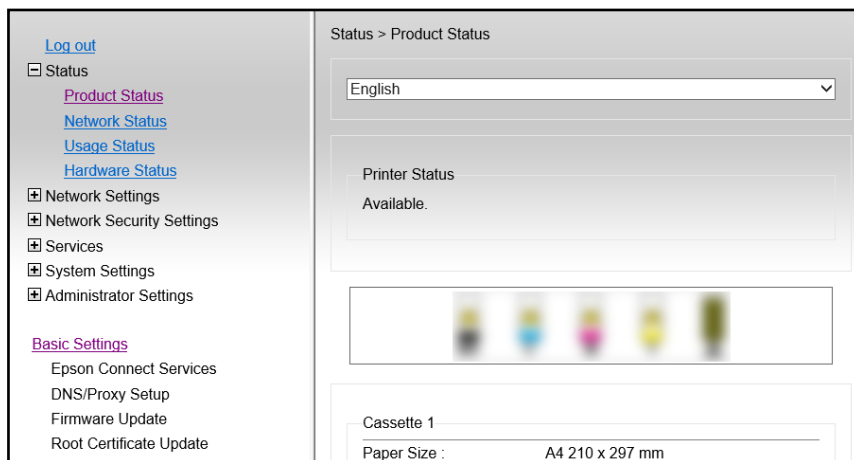 Log out
Status
Product Status
Network Status
Usage Status
Hardware Status
Network Settings
Network Security Settings
Services
System Settings
Administrator Settings
Basic Settings
Epson Connect Services
DNS/Proxy Setup
Firmware Update
Root Certificate Update
Status > Product Status
English
Printer Status
Available.
Cassette 1
Paper Size : A4 210 x 297 mm